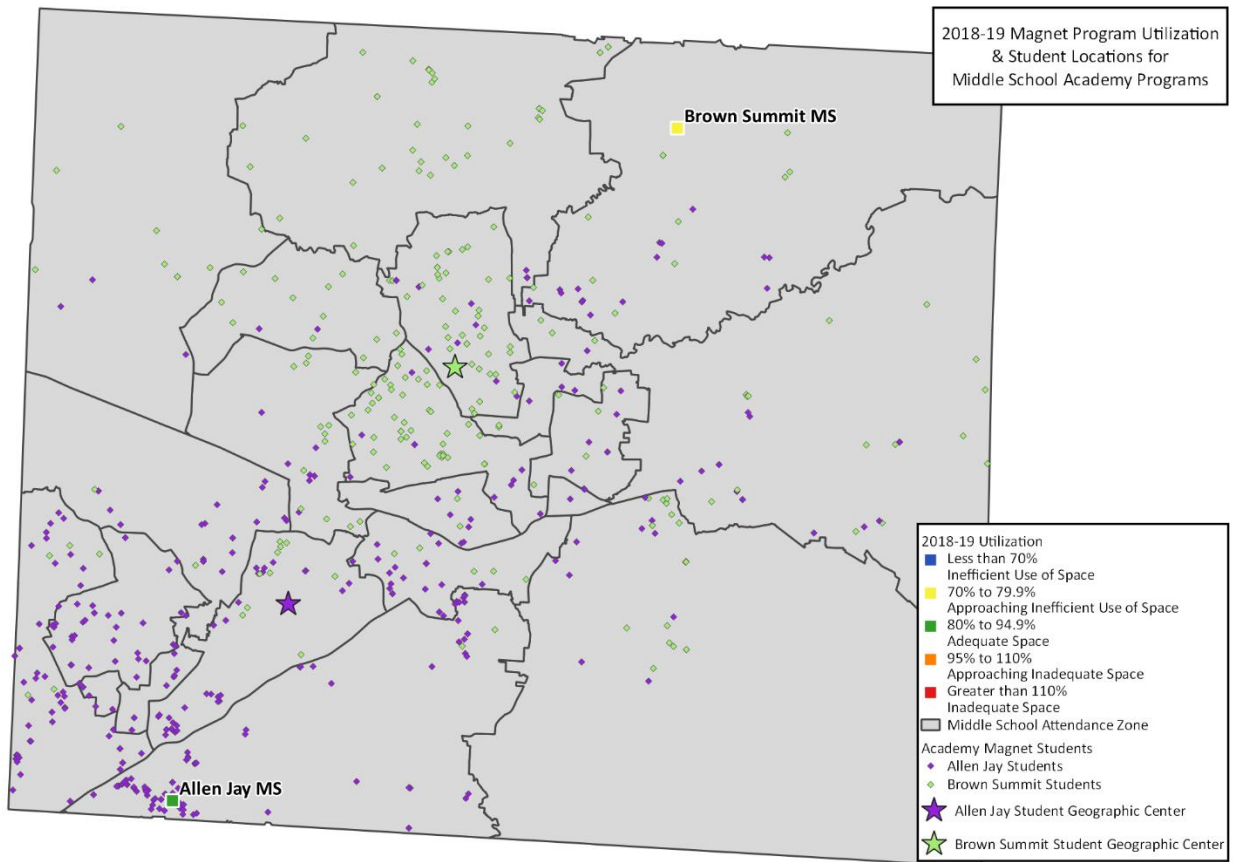 2018-19 Magnet Program Utilization
& Student Locations for
Middle School Academy Programs
Brown Summit MS
Allen Jay MS
2018-19 Utilization
Less than 70%
Inefficient Use of Space
70% to 79.9%
Approaching Inefficient Use of Space
80% to 94.9%
Adequate Space
95% to 110%
Approaching Inadequate Space
Greater than 110%
Inadequate Space
Middle School Attendance Zone
Academy Magnet Students
Allen Jay Students
Brown Summit Students
Allen Jay Student Geographic Center
Brown Summit Student Geographic Center